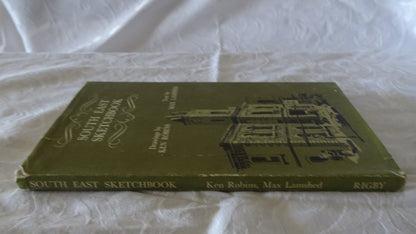 SOUTH EAST
SKETCHBOOK
Drawings by
KEN ROBINS
Text by
MAX LAMSHED
SOUTH EAST SKETCHBOOK Ken Robins, Max Lamshed RIGBY